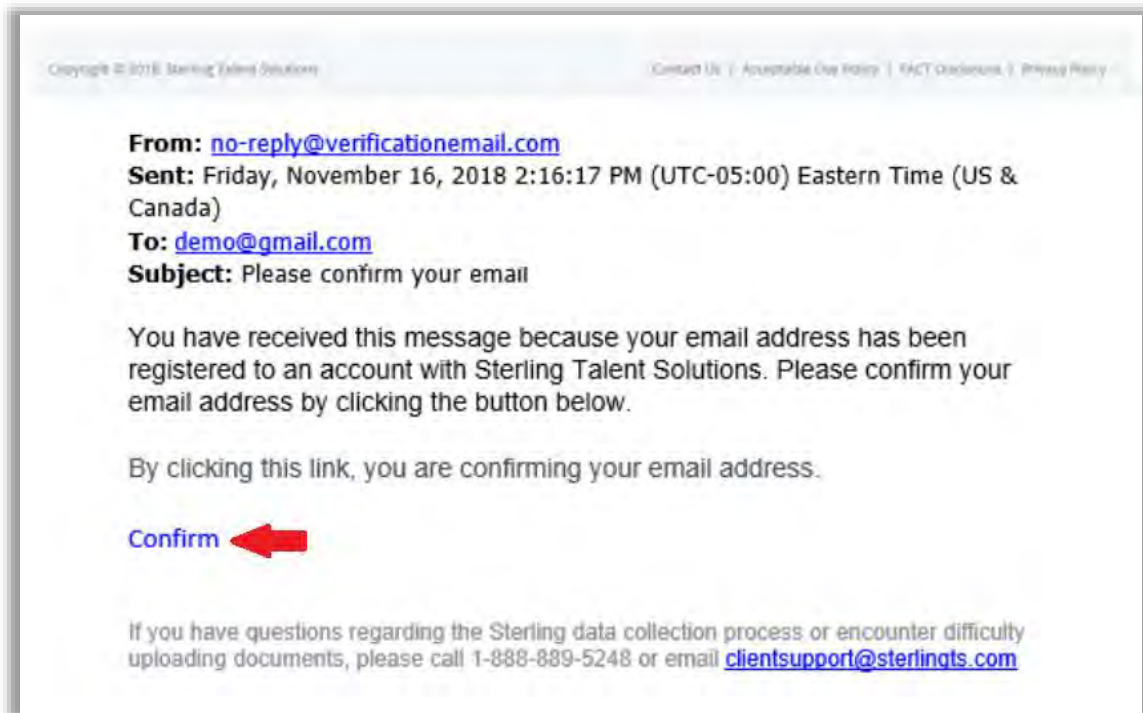 Copyright © 2018 Sterling Talent Solutions
Contact Us | Acceptable Use Policy | FACT Disclosure | Privacy Policy
From: no-reply@verificationemail.com
Sent: Friday, November 16, 2018 2:16:17 PM (UTC-05:00) Eastern Time (US &
Canada)
To: demo@gmail.com
Subject: Please confirm your email
You have received this message because your email address has been
registered to an account with Sterling Talent Solutions. Please confirm your
email address by clicking the button below.
By clicking this link, you are confirming your email address.
Confirm
If you have questions regarding the Sterling data collection process or encounter difficulty
uploading documents, please call 1-888-889-5248 or email clientsupport@sterlingts.com